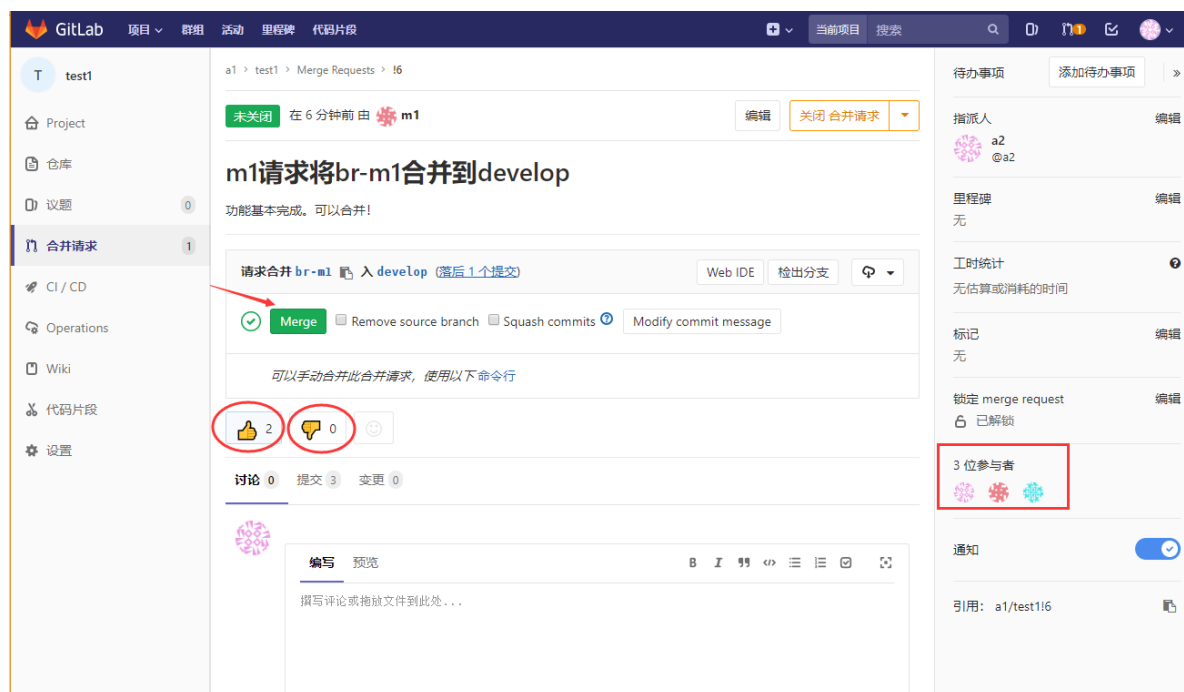 GitLab 项目 群组 活动 里程碑 代码片段 当前项目 搜索 1
T test1
Project
仓库
议题 0
合并请求 1
CI / CD
Operations
Wiki
代码片段
设置
a1 > test1 > Merge Requests > !6
未关闭 在 6 分钟前 由 m1 编辑 关闭 合并请求
m1请求将br-m1合并到develop
功能基本完成。可以合并!
请求合并 br-m1 入 develop (落后 1 个提交) Web IDE 检出分支
Merge Remove source branch Squash commits Modify commit message
可以手动合并此合并请求，使用以下 命令行
2 0
讨论 0 提交 3 变更 0
编写 预览
撰写评论或拖放文件到此处...
待办事项 添加待办事项 »
指派人 编辑
a2
@a2
里程碑 编辑
无
工时统计
无估算或消耗的时间
标记 编辑
无
锁定 merge request 编辑
已解锁
3 位参与者
通知
引用： a1/test1!6